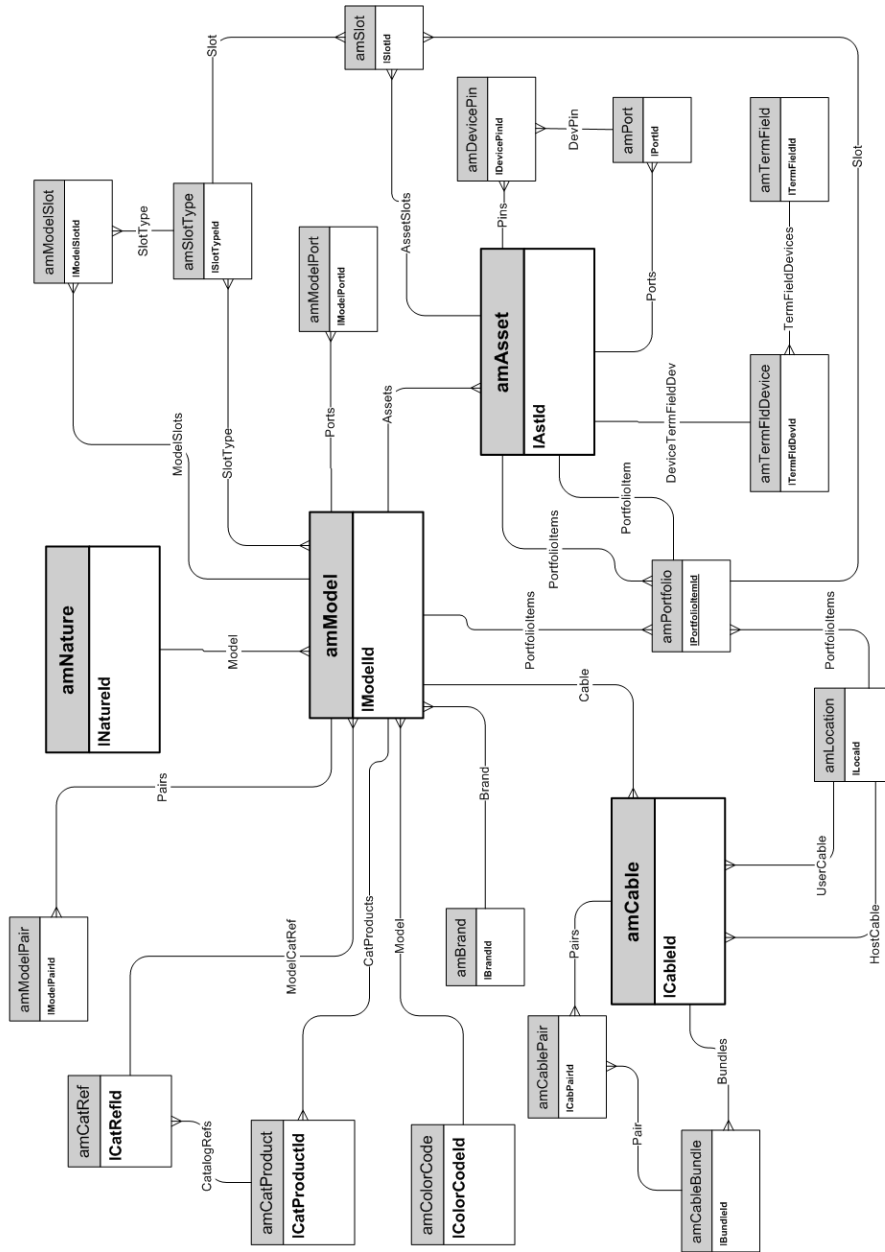 amModelSlot
lModelSlotId
SlotType
amSlotType
lSlotTypeId
Slot
amSlot
lSlotId
amNature
lNatureId
ModelSlots
SlotType
amModelPort
lModelPortId
Ports
AssetSlots
amDevicePin
lDevicePinId
Pins
DevPin
amPort
lPortId
amTermField
lTermFieldId
Slot
Model
amModel
lModelId
Assets
amAsset
lAstId
Ports
TermFieldDevices
DeviceTermFieldDev
amTermFldDevice
lTermFldDevId
PortfolioItems
PortfolioItem
PortfolioItems
amPortfolio
lPortfolioItemId
Pairs
amModelPair
lModelPairId
ModelCatRef
CatProducts
Model
Brand
Cable
PortfolioItems
amLocation
lLocaId
amBrand
lBrandId
amCable
lCableId
UserCable
HostCable
Pairs
amCatRef
lCatRefId
CatalogRefs
amCatProduct
lCatProductId
amColorCode
lColorCodeId
amCablePair
lCabPairId
Pair
Bundles
amCableBundle
lBundleId